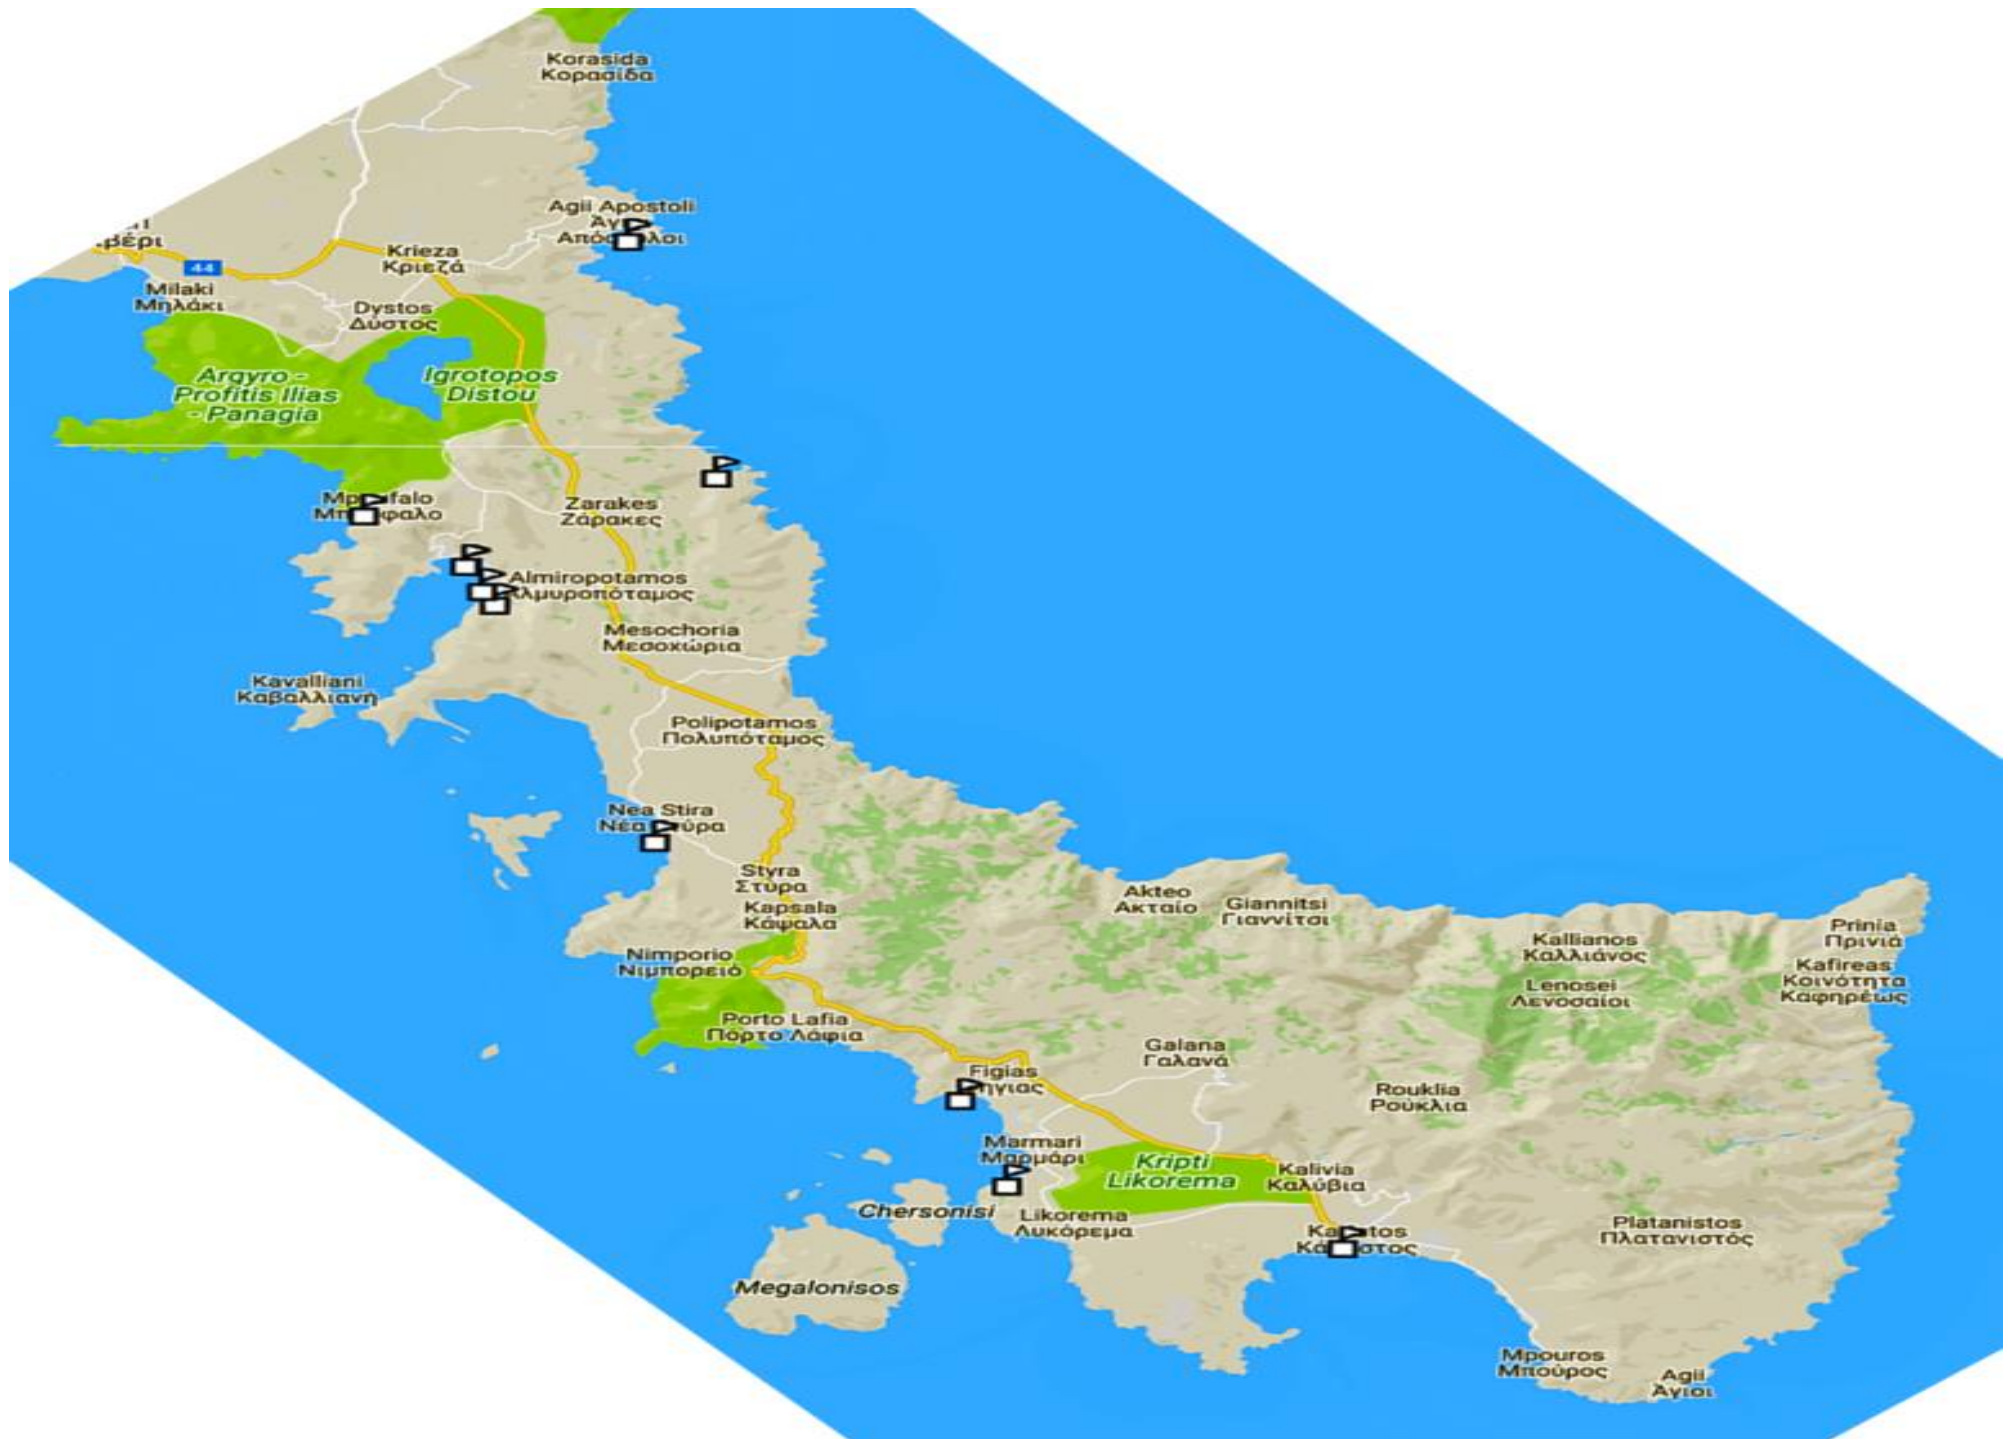 Korasida
Κορασίδα
Agii Apostoli
Krieza
Κριεζά
44
Milaki
Μηλάκι
Dystos
Δύστος
Argyro -
Profitis Ilias
- Panagia
Igrotopos
Distou
Zarakes
Ζάρακες
Almiropotamos
Mesochoria
Μεσοχώρια
Kavalliani
Καβαλλιανή
Polipotamos
Πολυπόταμος
Nea Stira
Νέα
Styra
Στύρα
Kapsala
Κάψαλα
Akteo
Ακταίο
Giannitsi
Γιαννίτσι
Prinia
Πρινιά
Kallianos
Καλλιάνος
Nimporio
Νιμπορειό
Kafireas
Κοινότητα
Καφηρέως
Lenosei
Λενοσαίοι
Porto Lafia
Πόρτο Λάφια
Galana
Γαλανά
Figias
Rouklia
Ρούκλια
Marmari
Μαρμάρι
Kripti
Likorema
Kalivia
Καλύβια
Chersonisi
Likorema
Λυκόρεμα
Platanistos
Πλατανιστός
Megalonisos
Mpouros
Μπούρος
Agii
Άγιοι